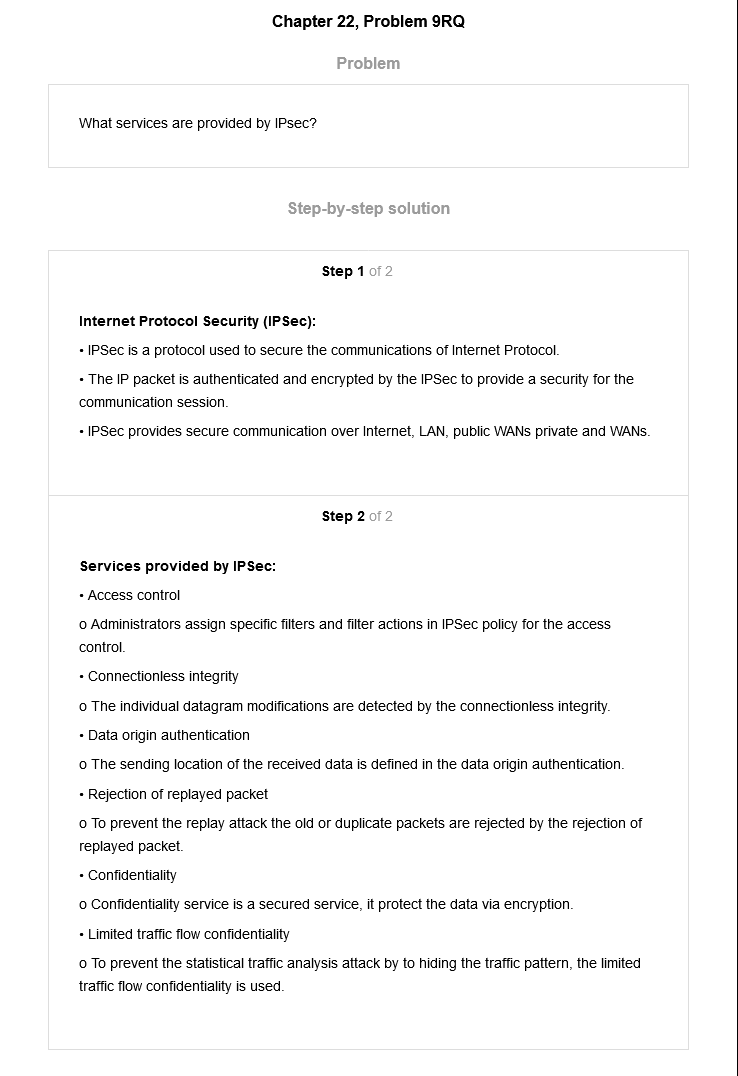 Chapter 22, Problem 9RQ
Problem
What services are provided by IPsec?
Step-by-step solution
Step 1 of 2
Internet Protocol Security (IPSec):
• IPSec is a protocol used to secure the communications of Internet Protocol.
• The IP packet is authenticated and encrypted by the IPSec to provide a security for the
communication session.
• IPSec provides secure communication over Internet, LAN, public WANs private and WANs.
Step 2 of 2
Services provided by IPSec:
• Access control
o Administrators assign specific filters and filter actions in IPSec policy for the access
control.
• Connectionless integrity
o The individual datagram modifications are detected by the connectionless integrity.
• Data origin authentication
o The sending location of the received data is defined in the data origin authentication.
• Rejection of replayed packet
o To prevent the replay attack the old or duplicate packets are rejected by the rejection of
replayed packet.
• Confidentiality
o Confidentiality service is a secured service, it protect the data via encryption.
• Limited traffic flow confidentiality
o To prevent the statistical traffic analysis attack by to hiding the traffic pattern, the limited
traffic flow confidentiality is used.